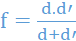 f = d.d′/d+d′